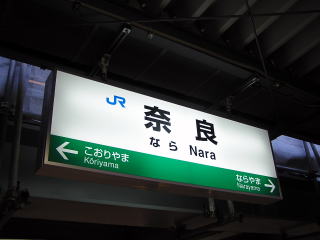 JR 奈良
なら Nara
← こおりやま
Kōriyama
ならやま →
Narayama